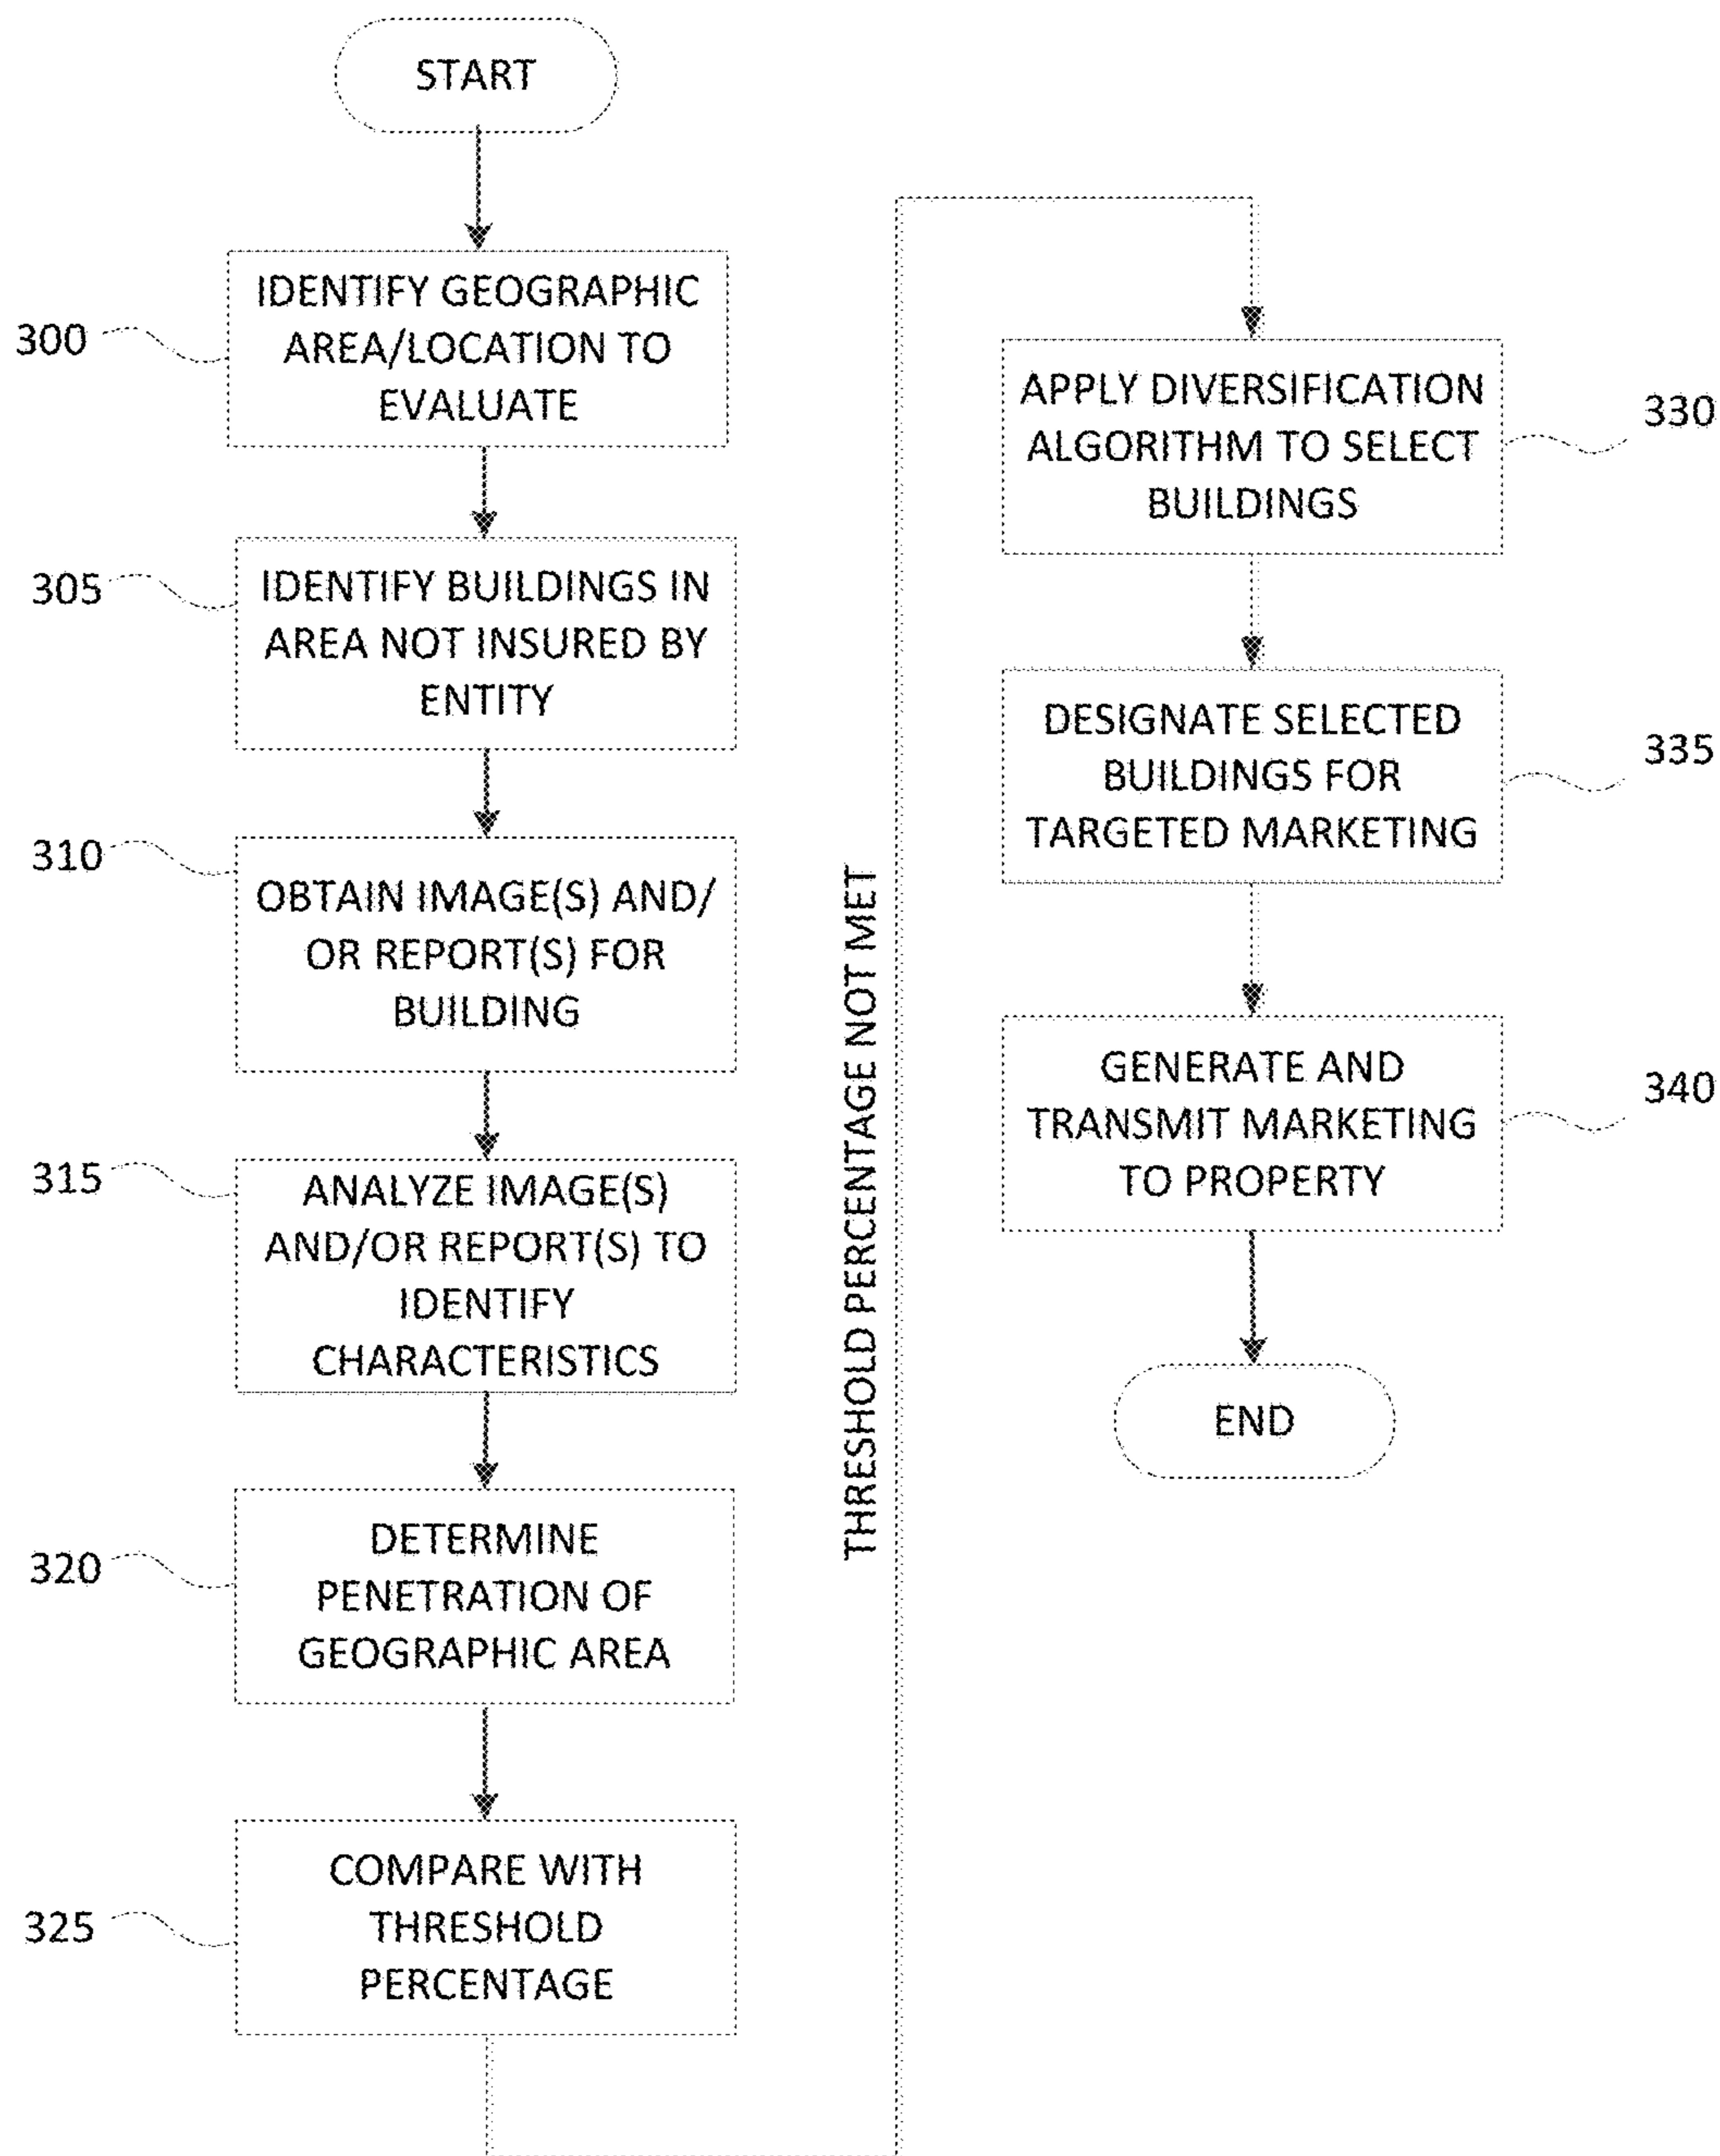 START
300
IDENTIFY GEOGRAPHIC
AREA/LOCATION TO
EVALUATE
305
IDENTIFY BUILDINGS IN
AREA NOT INSURED BY
ENTITY
310
OBTAIN IMAGE(S) AND/
OR REPORT(S) FOR
BUILDING
315
ANALYZE IMAGE(S)
AND/OR REPORT(S) TO
IDENTIFY
CHARACTERISTICS
320
DETERMINE
PENETRATION OF
GEOGRAPHIC AREA
325
COMPARE WITH
THRESHOLD
PERCENTAGE
THRESHOLD PERCENTAGE NOT MET
APPLY DIVERSIFICATION
ALGORITHM TO SELECT
BUILDINGS
330
DESIGNATE SELECTED
BUILDINGS FOR
TARGETED MARKETING
335
GENERATE AND
TRANSMIT MARKETING
TO PROPERTY
340
END